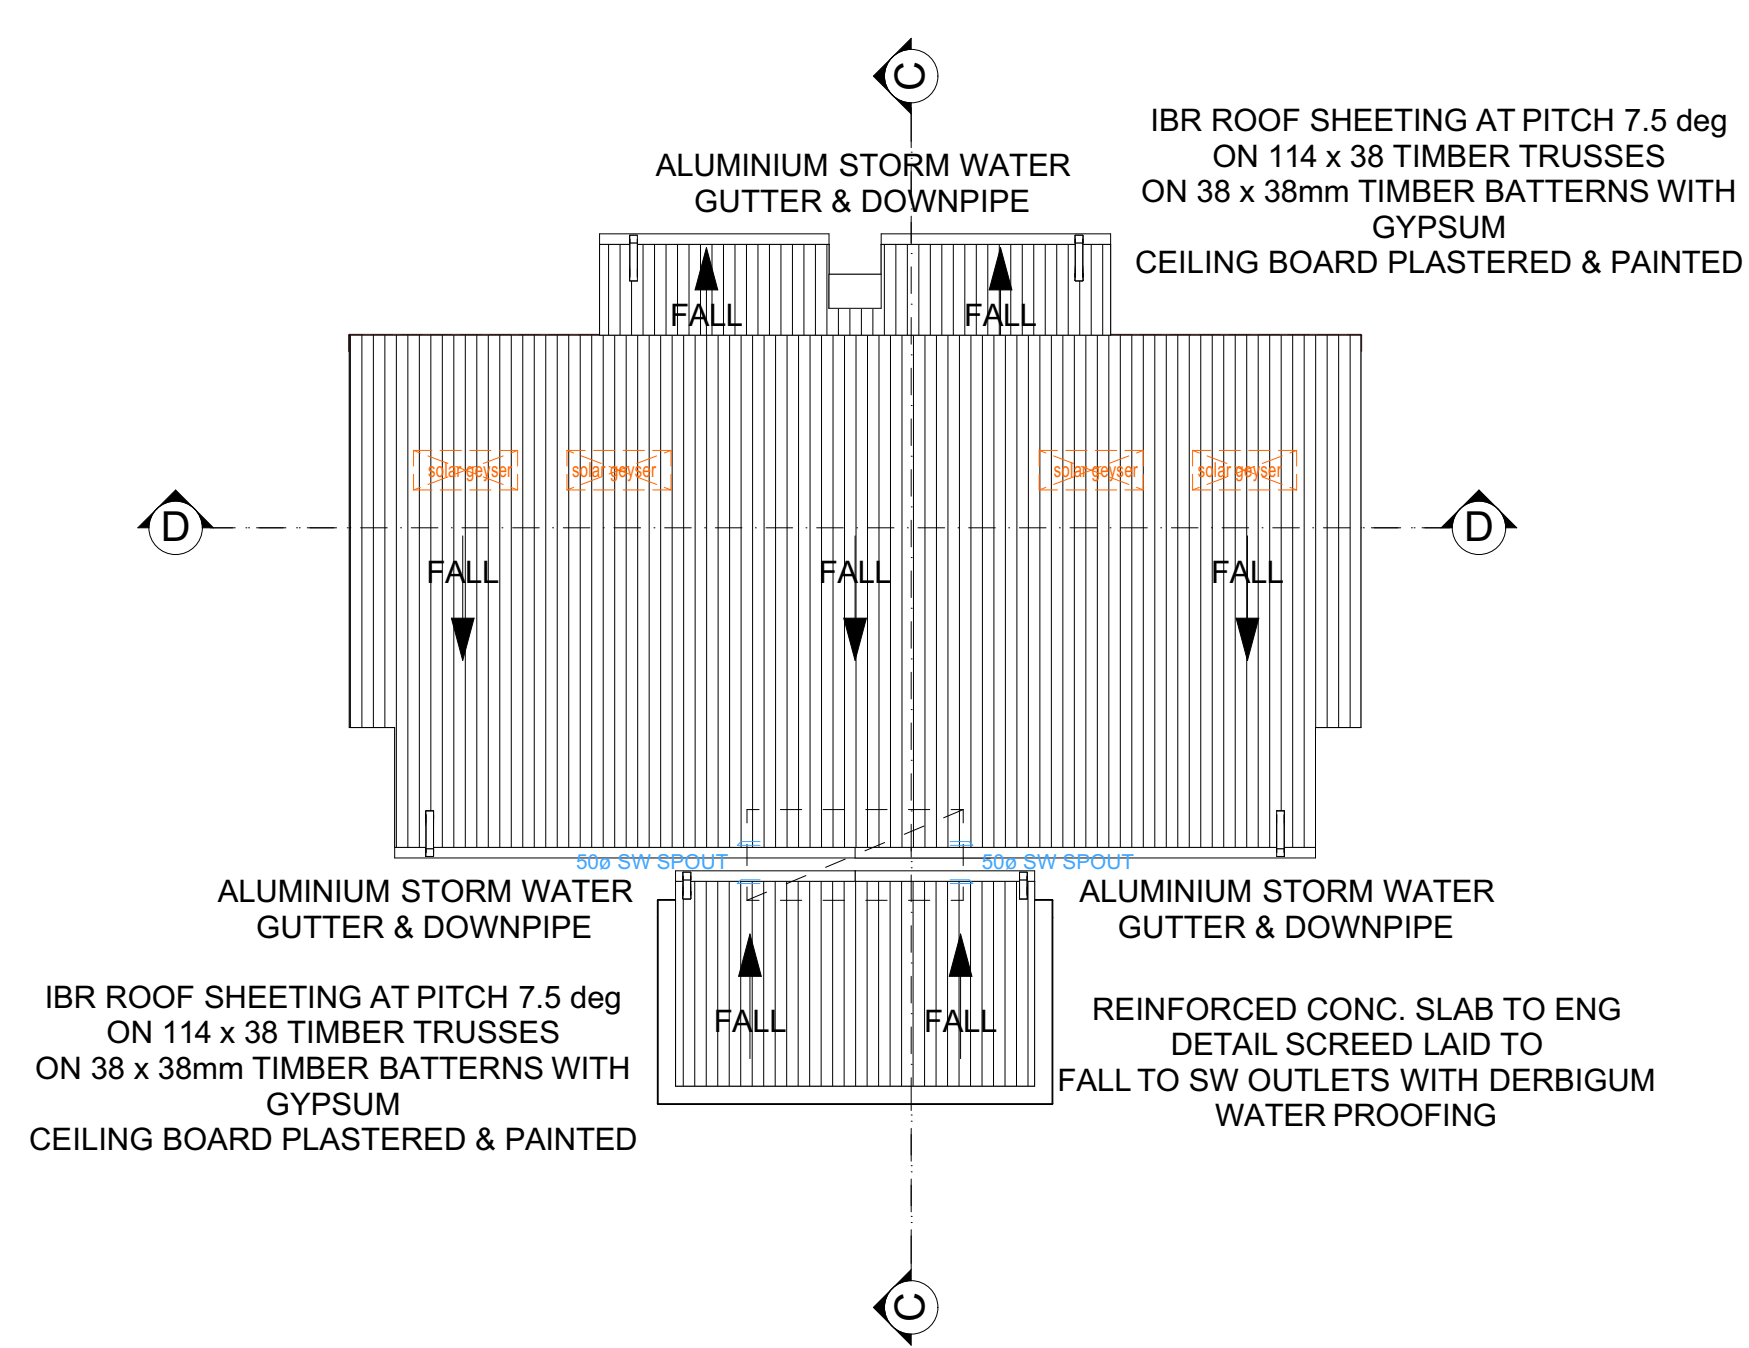 C
IBR ROOF SHEETING AT PITCH 7.5 deg
ON 114 x 38 TIMBER TRUSSES
ON 38 x 38mm TIMBER BATTERNS WITH
GYPSUM
CEILING BOARD PLASTERED & PAINTED
ALUMINIUM STORM WATER
GUTTER & DOWNPIPE
FALL
FALL
solar geyser
solar geyser
solar geyser
solar geyser
D
D
FALL
FALL
FALL
50ø SW SPOUT
50ø SW SPOUT
ALUMINIUM STORM WATER
GUTTER & DOWNPIPE
ALUMINIUM STORM WATER
GUTTER & DOWNPIPE
FALL
FALL
IBR ROOF SHEETING AT PITCH 7.5 deg
ON 114 x 38 TIMBER TRUSSES
ON 38 x 38mm TIMBER BATTERNS WITH
GYPSUM
CEILING BOARD PLASTERED & PAINTED
REINFORCED CONC. SLAB TO ENG
DETAIL SCREED LAID TO
FALL TO SW OUTLETS WITH DERBIGUM
WATER PROOFING
C